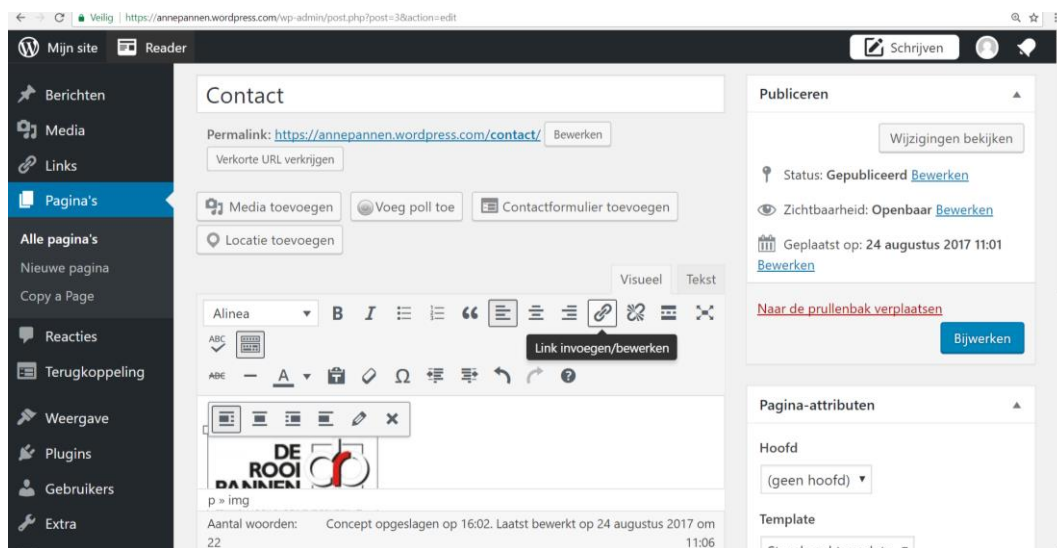 Veilig | https://annepannen.wordpress.com/wp-admin/post.php?post=3&action=edit
Mijn site Reader Schrijven
Berichten
Media
Links
Pagina's
Alle pagina's
Nieuwe pagina
Copy a Page
Reacties
Terugkoppeling
Weergave
Plugins
Gebruikers
Extra
Contact
Permalink: https://annepannen.wordpress.com/contact/ Bewerken
Verkorte URL verkrijgen
Media toevoegen Voeg poll toe Contactformulier toevoegen
Locatie toevoegen
Visueel Tekst
Alinea B I
ABC
Link invoegen/bewerken
ABC A Ω
DE
ROOI
PANNEN
p » img
Aantal woorden: Concept opgeslagen op 16:02. Laatst bewerkt op 24 augustus 2017 om
22 11:06
Publiceren
Wijzigingen bekijken
Status: Gepubliceerd Bewerken
Zichtbaarheid: Openbaar Bewerken
Geplaatst op: 24 augustus 2017 11:01
Bewerken
Naar de prullenbak verplaatsen
Bijwerken
Pagina-attributen
Hoofd
(geen hoofd)
Template